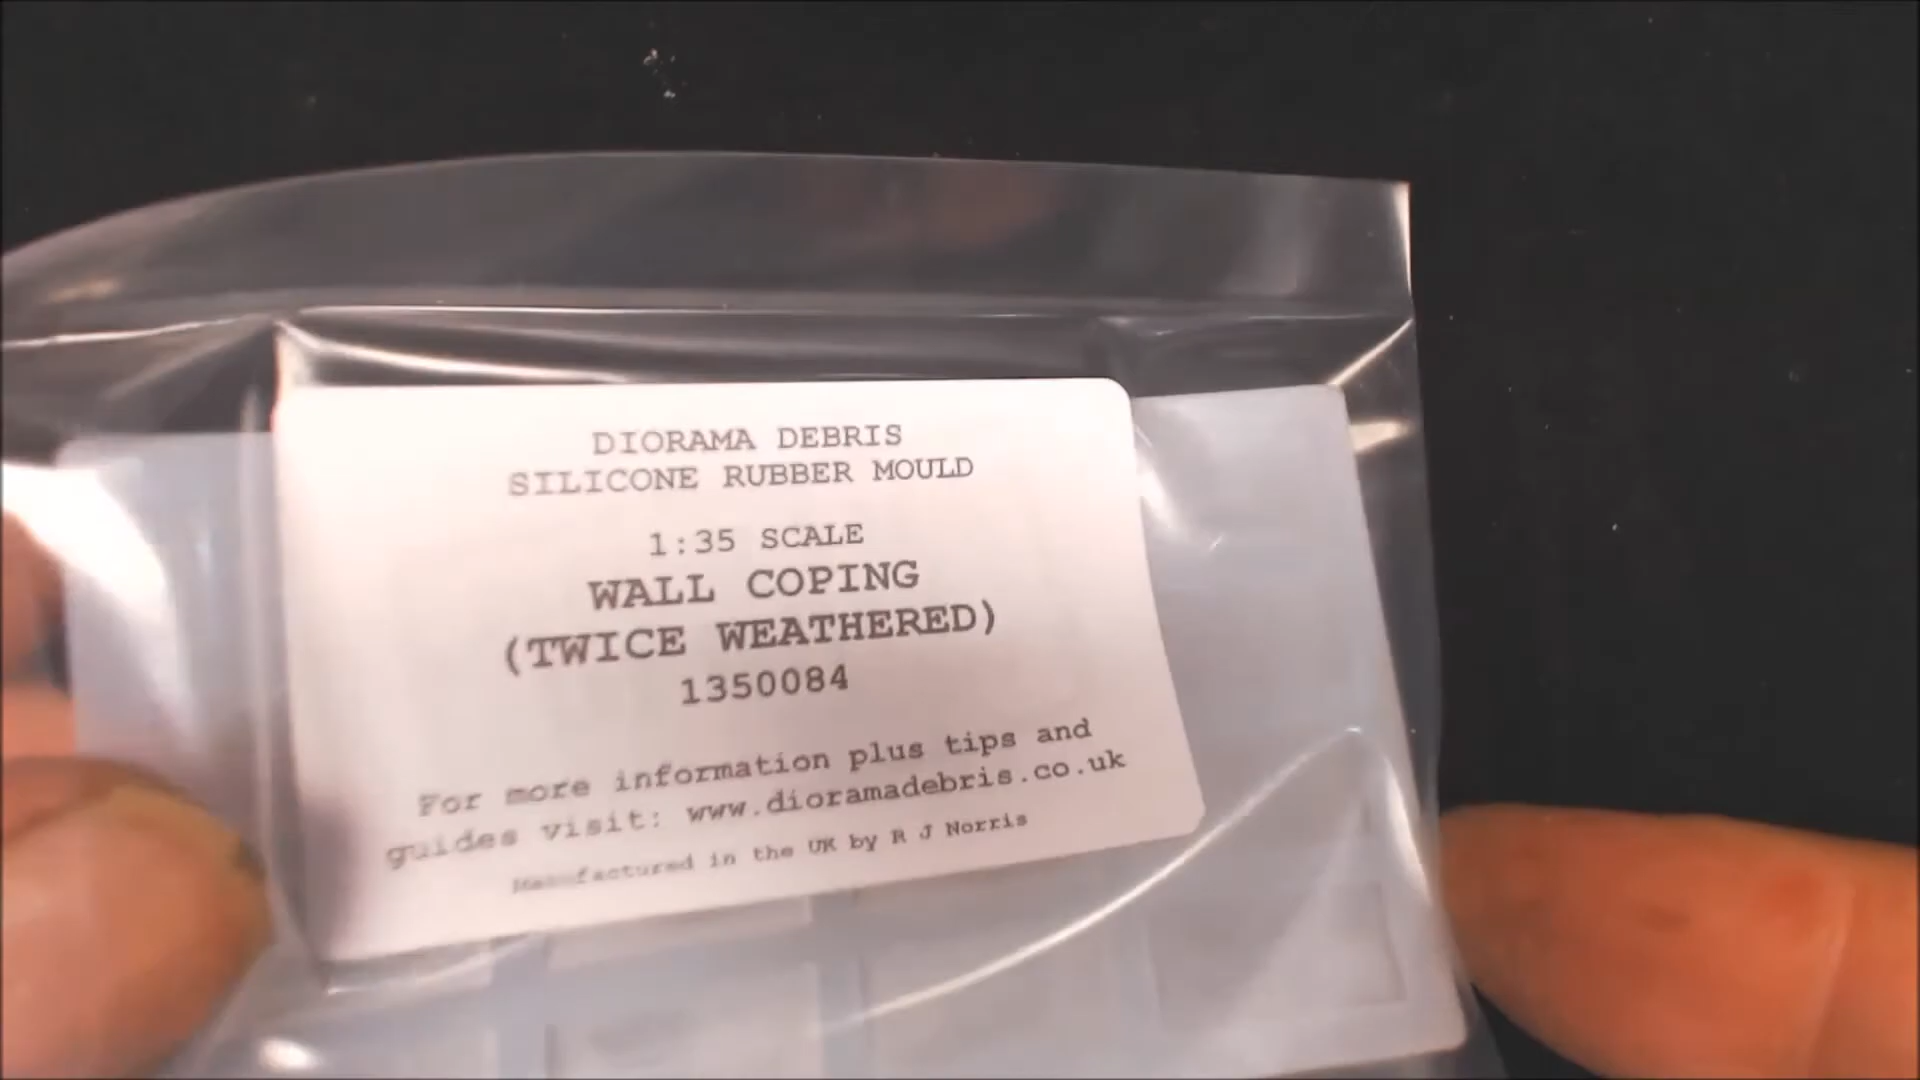 DIORAMA DEBRIS
SILICONE RUBBER MOULD
1:35 SCALE
WALL COPING
(TWICE WEATHERED)
1350084
For more information plus tips and
guides visit: www.dioramadebris.co.uk
Manufactured in the UK by R J Norris